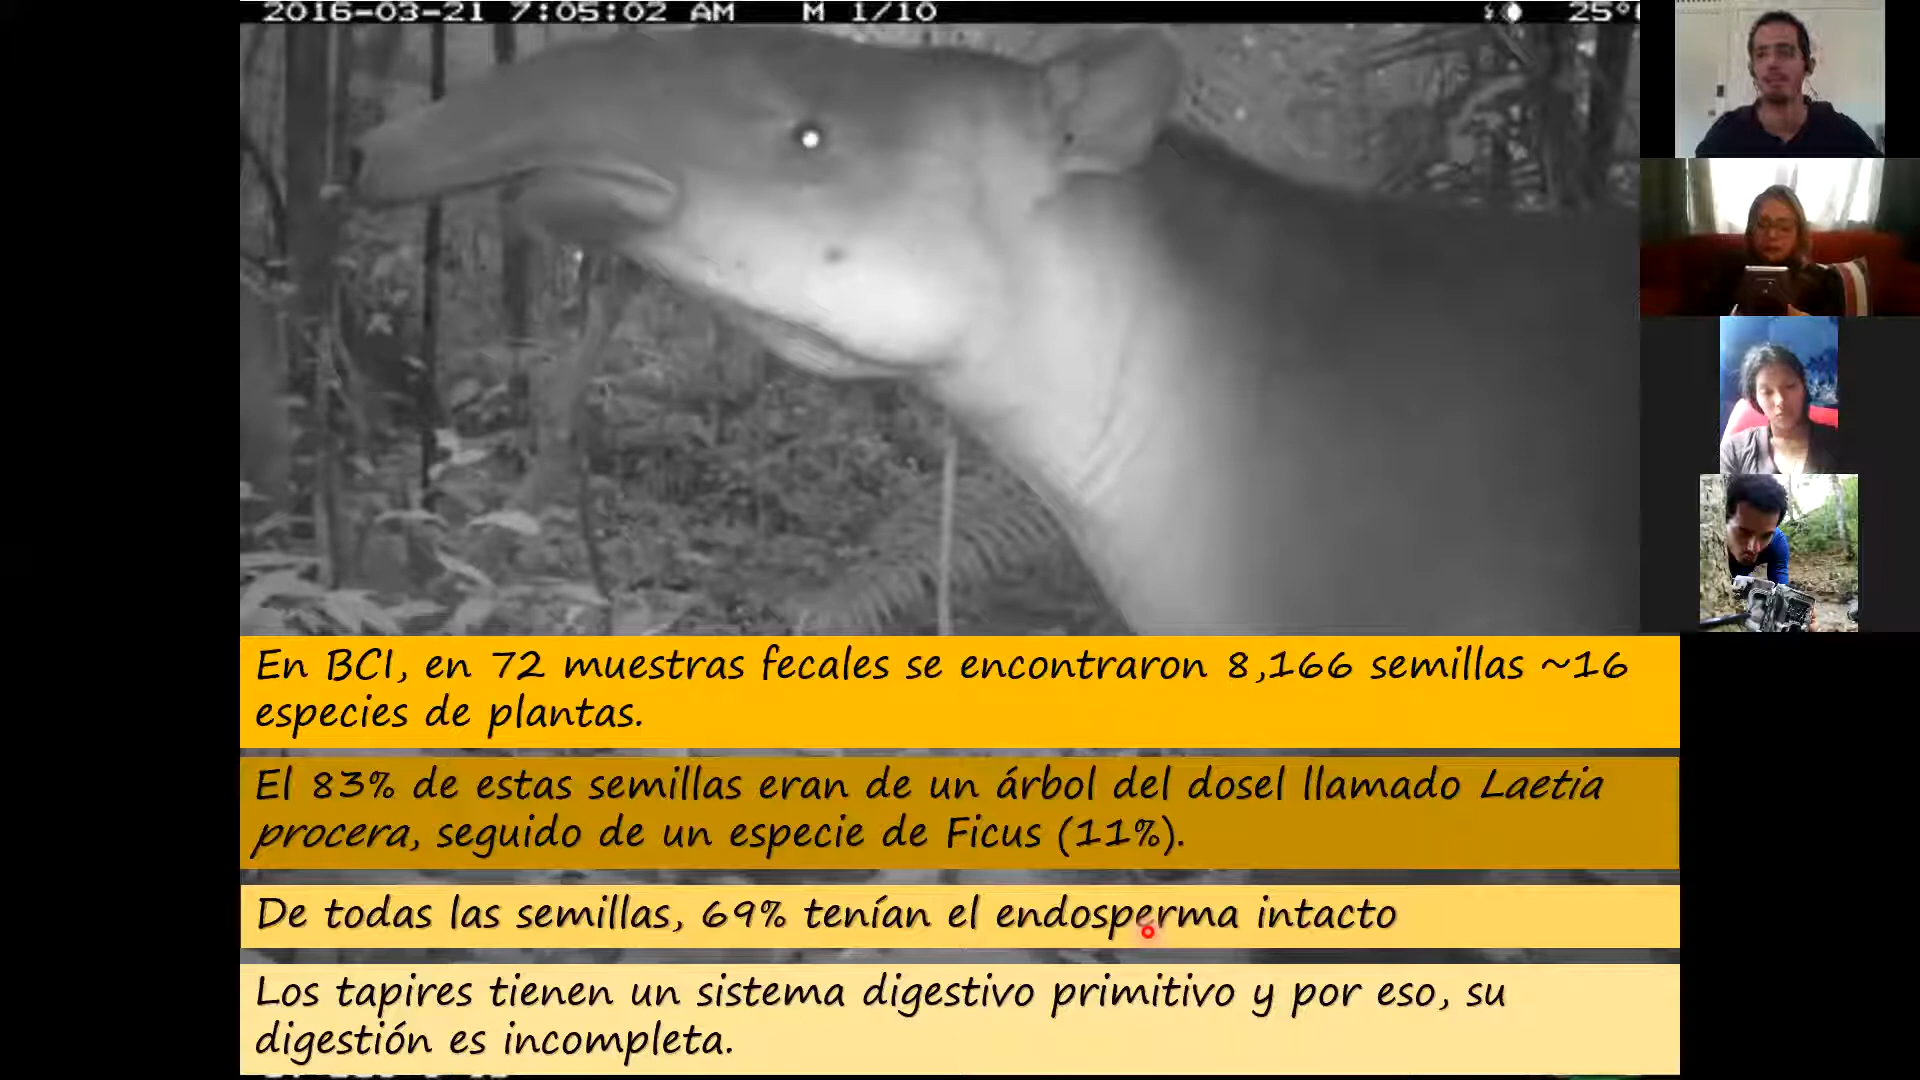 2016-03-21 7:05:02 AM M 1/10 25°
En BCI, en 72 muestras fecales se encontraron 8,166 semillas ~16
especies de plantas.
El 83% de estas semillas eran de un árbol del dosel llamado Laetia
procera, seguido de un especie de Ficus (11%).
De todas las semillas, 69% tenían el endosperma intacto
Los tapires tienen un sistema digestivo primitivo y por eso, su
digestión es incompleta.